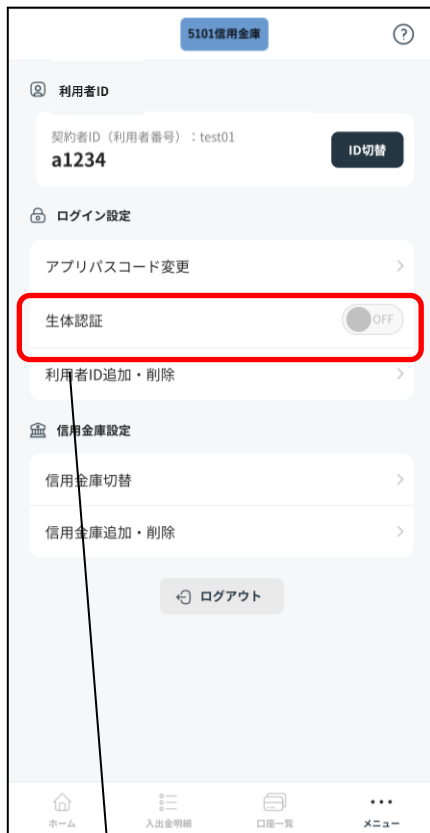 5101信用金庫
?
利用者ID
契約者ID（利用者番号）：test01
a1234
ID切替
ログイン設定
アプリパスコード変更
生体認証
OFF
利用者ID追加・削除
信用金庫設定
信用金庫切替
信用金庫追加・削除
ログアウト
ホーム
入出金明細
口座一覧
メニュー